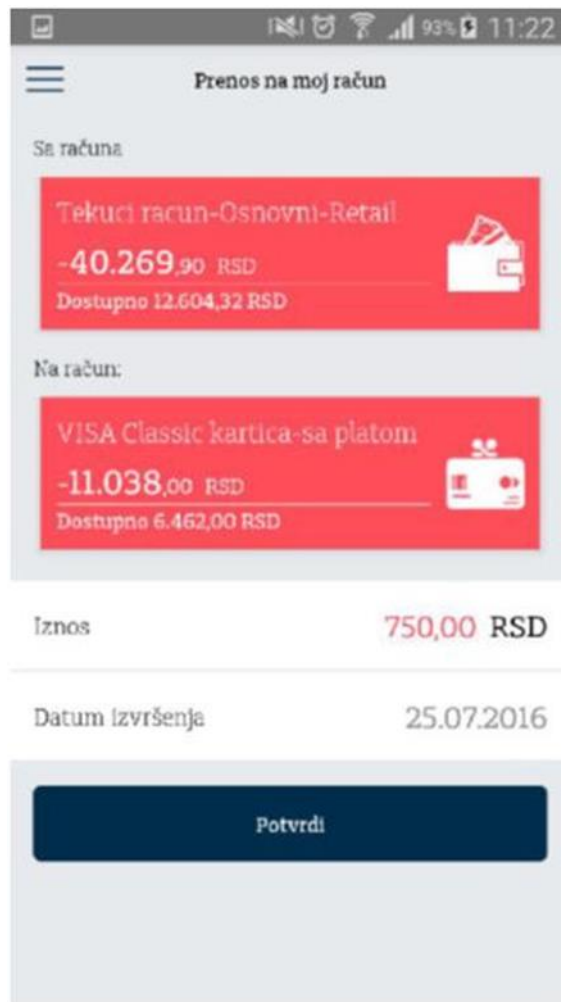 93% 11:22
Prenos na moj račun
Sa računa
Tekuci racun-Osnovni-Retail
-40.269,90 RSD
Dostupno 12.604,32 RSD
Na račun:
VISA Classic kartica-sa platom
-11.038,00 RSD
Dostupno 6.462,00 RSD
Iznos 750,00 RSD
Datum izvršenja 25.07.2016
Potvrdi